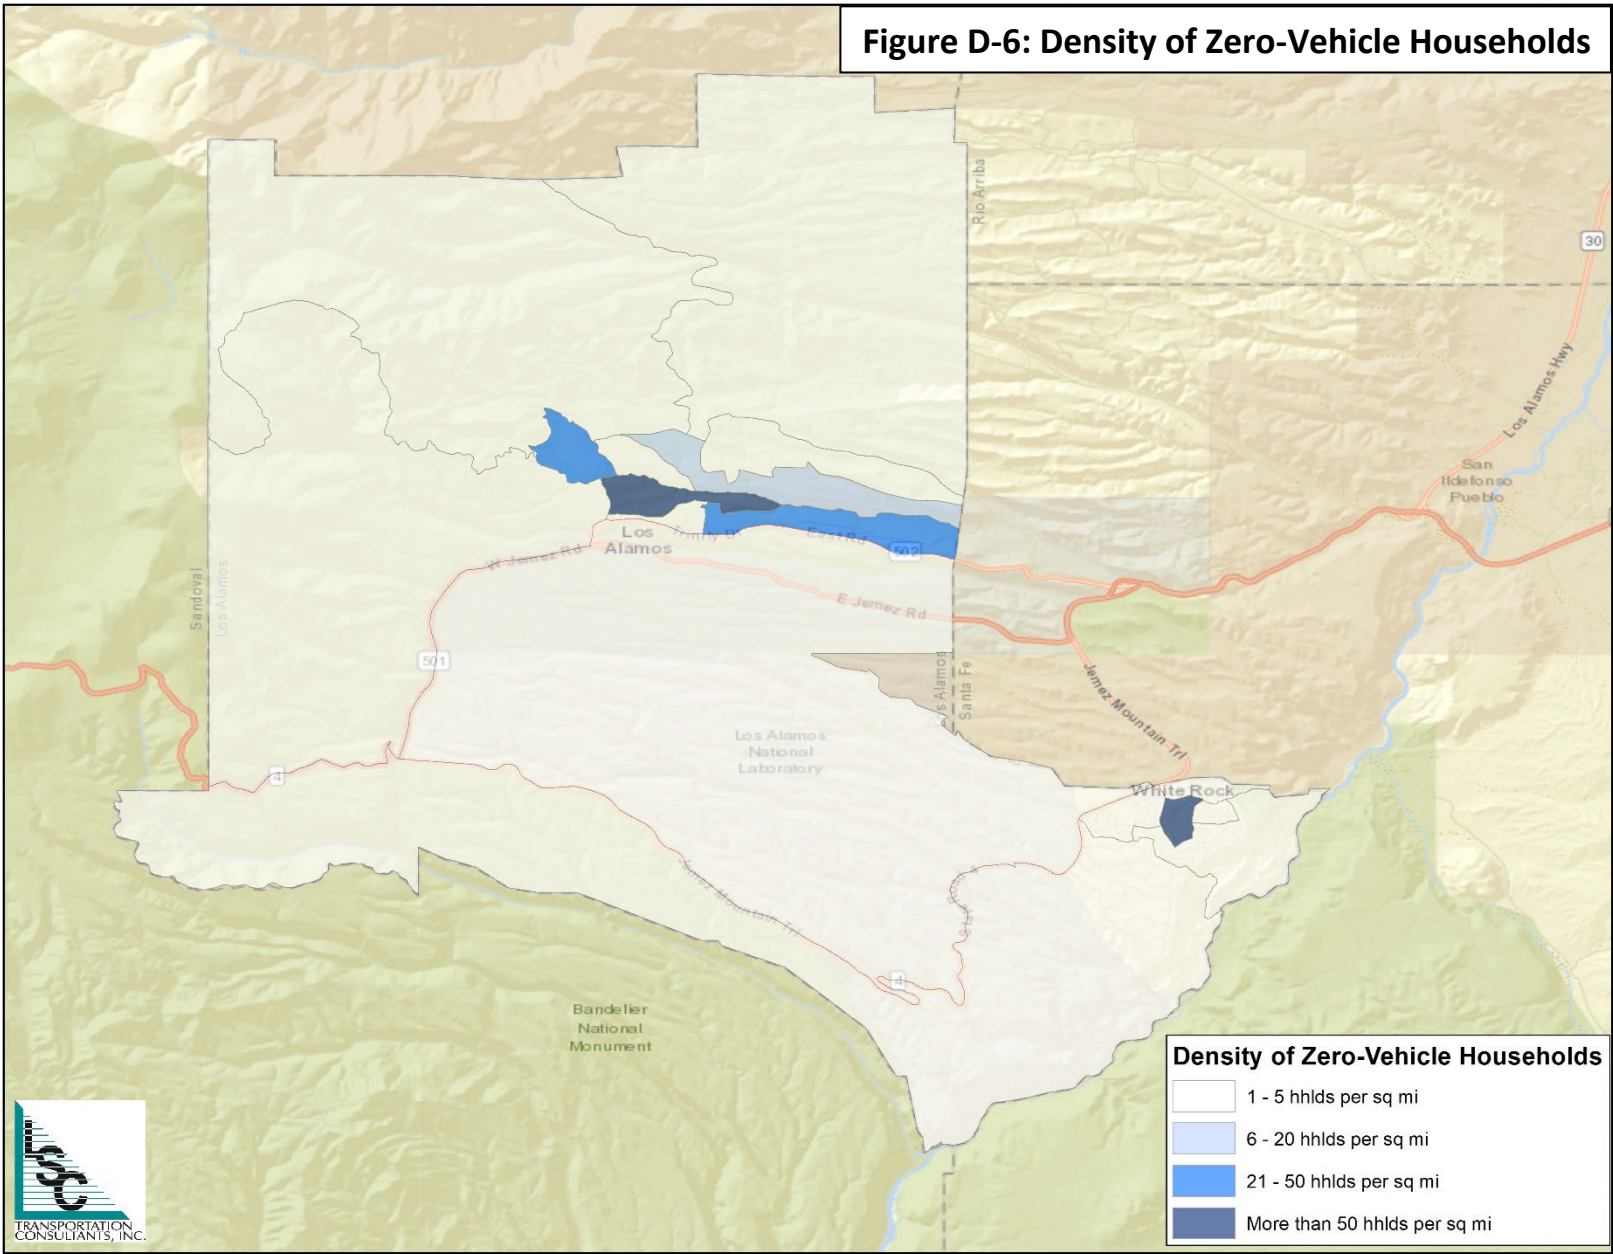 Figure D-6: Density of Zero-Vehicle Households
Rio Arriba
30
Los Alamos Hwy
San
Ildefonso
Pueblo
Los
Alamos
Trinity Dr
East Rd
502
W Jemez Rd
E Jemez Rd
Sandoval
Los Alamos
501
Los Alamos
Santa Fe
Jemez Mountain Trl
Los Alamos
National
Laboratory
4
White Rock
Jemez Mountain Trl
State
4
4
Bandelier
National
Monument
Density of Zero-Vehicle Households
1 - 5 hhlds per sq mi
6 - 20 hhlds per sq mi
21 - 50 hhlds per sq mi
More than 50 hhlds per sq mi
LSC
TRANSPORTATION
CONSULTANTS, INC.